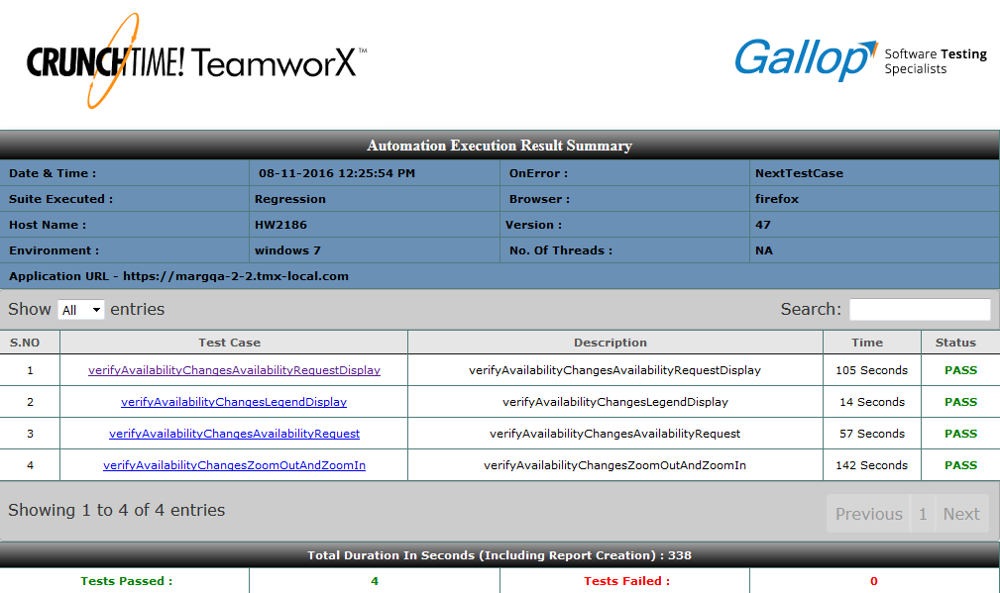 CRUNCHTIME! TeamworX™
Gallop Software Testing Specialists
Automation Execution Result Summary
Date & Time : 08-11-2016 12:25:54 PM OnError : NextTestCase
Suite Executed : Regression Browser : firefox
Host Name : HW2186 Version : 47
Environment : windows 7 No. Of Threads : NA
Application URL - https://margqa-2-2.tmx-local.com
Show All entries Search:
S.NO Test Case Description Time Status
1 verifyAvailabilityChangesAvailabilityRequestDisplay verifyAvailabilityChangesAvailabilityRequestDisplay 105 Seconds PASS
2 verifyAvailabilityChangesLegendDisplay verifyAvailabilityChangesLegendDisplay 14 Seconds PASS
3 verifyAvailabilityChangesAvailabilityRequest verifyAvailabilityChangesAvailabilityRequest 57 Seconds PASS
4 verifyAvailabilityChangesZoomOutAndZoomIn verifyAvailabilityChangesZoomOutAndZoomIn 142 Seconds PASS
Showing 1 to 4 of 4 entries Previous 1 Next
Total Duration In Seconds (Including Report Creation) : 338
Tests Passed : 4 Tests Failed : 0